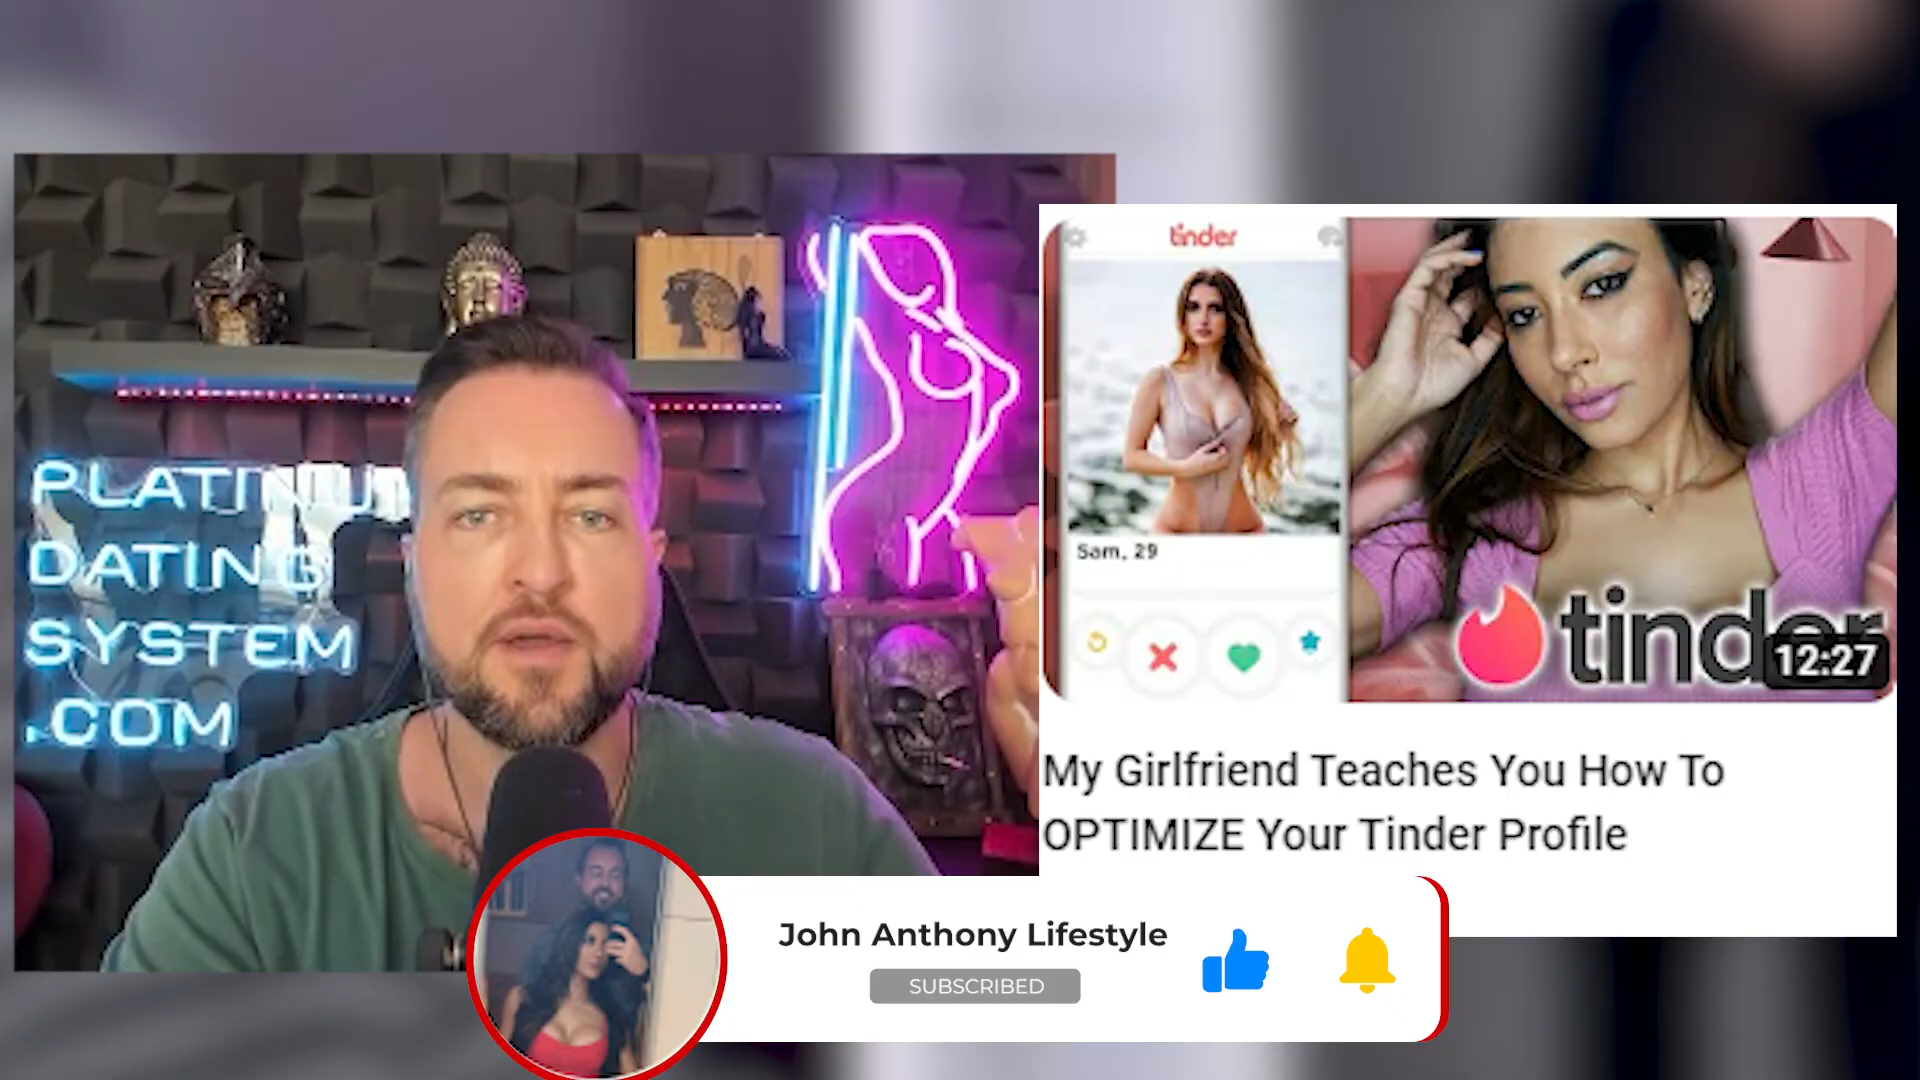 PLATINUM
DATING
SYSTEM
.COM
tinder
Sam, 29
tinder
12:27
My Girlfriend Teaches You How To
OPTIMIZE Your Tinder Profile
John Anthony Lifestyle
SUBSCRIBED